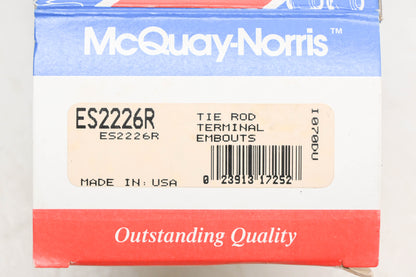 McQuay-Norris™
ES2226R
ES2226R
TIE ROD
TERMINAL
EMBOUTS
I070DU
MADE IN: USA
0 23913 17252
Outstanding Quality